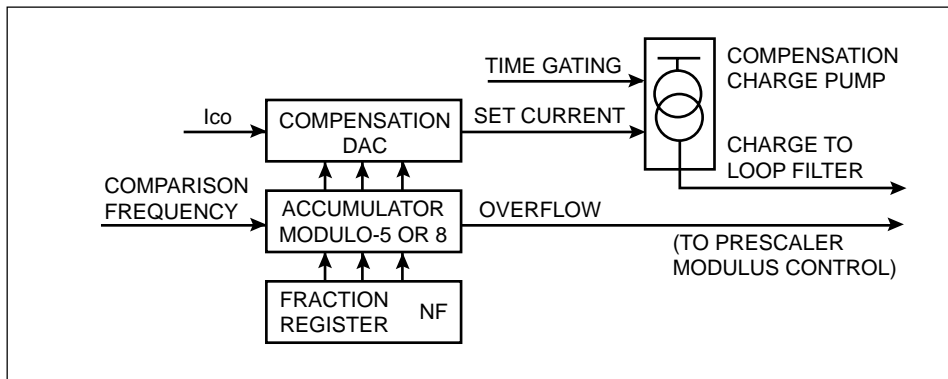 COMPENSATION
CHARGE PUMP
TIME GATING
Ico
COMPENSATION
DAC
SET CURRENT
CHARGE TO
LOOP FILTER
COMPARISON
FREQUENCY
ACCUMULATOR
MODULO-5 OR 8
OVERFLOW
(TO PRESCALER
MODULUS CONTROL)
FRACTION
REGISTER NF